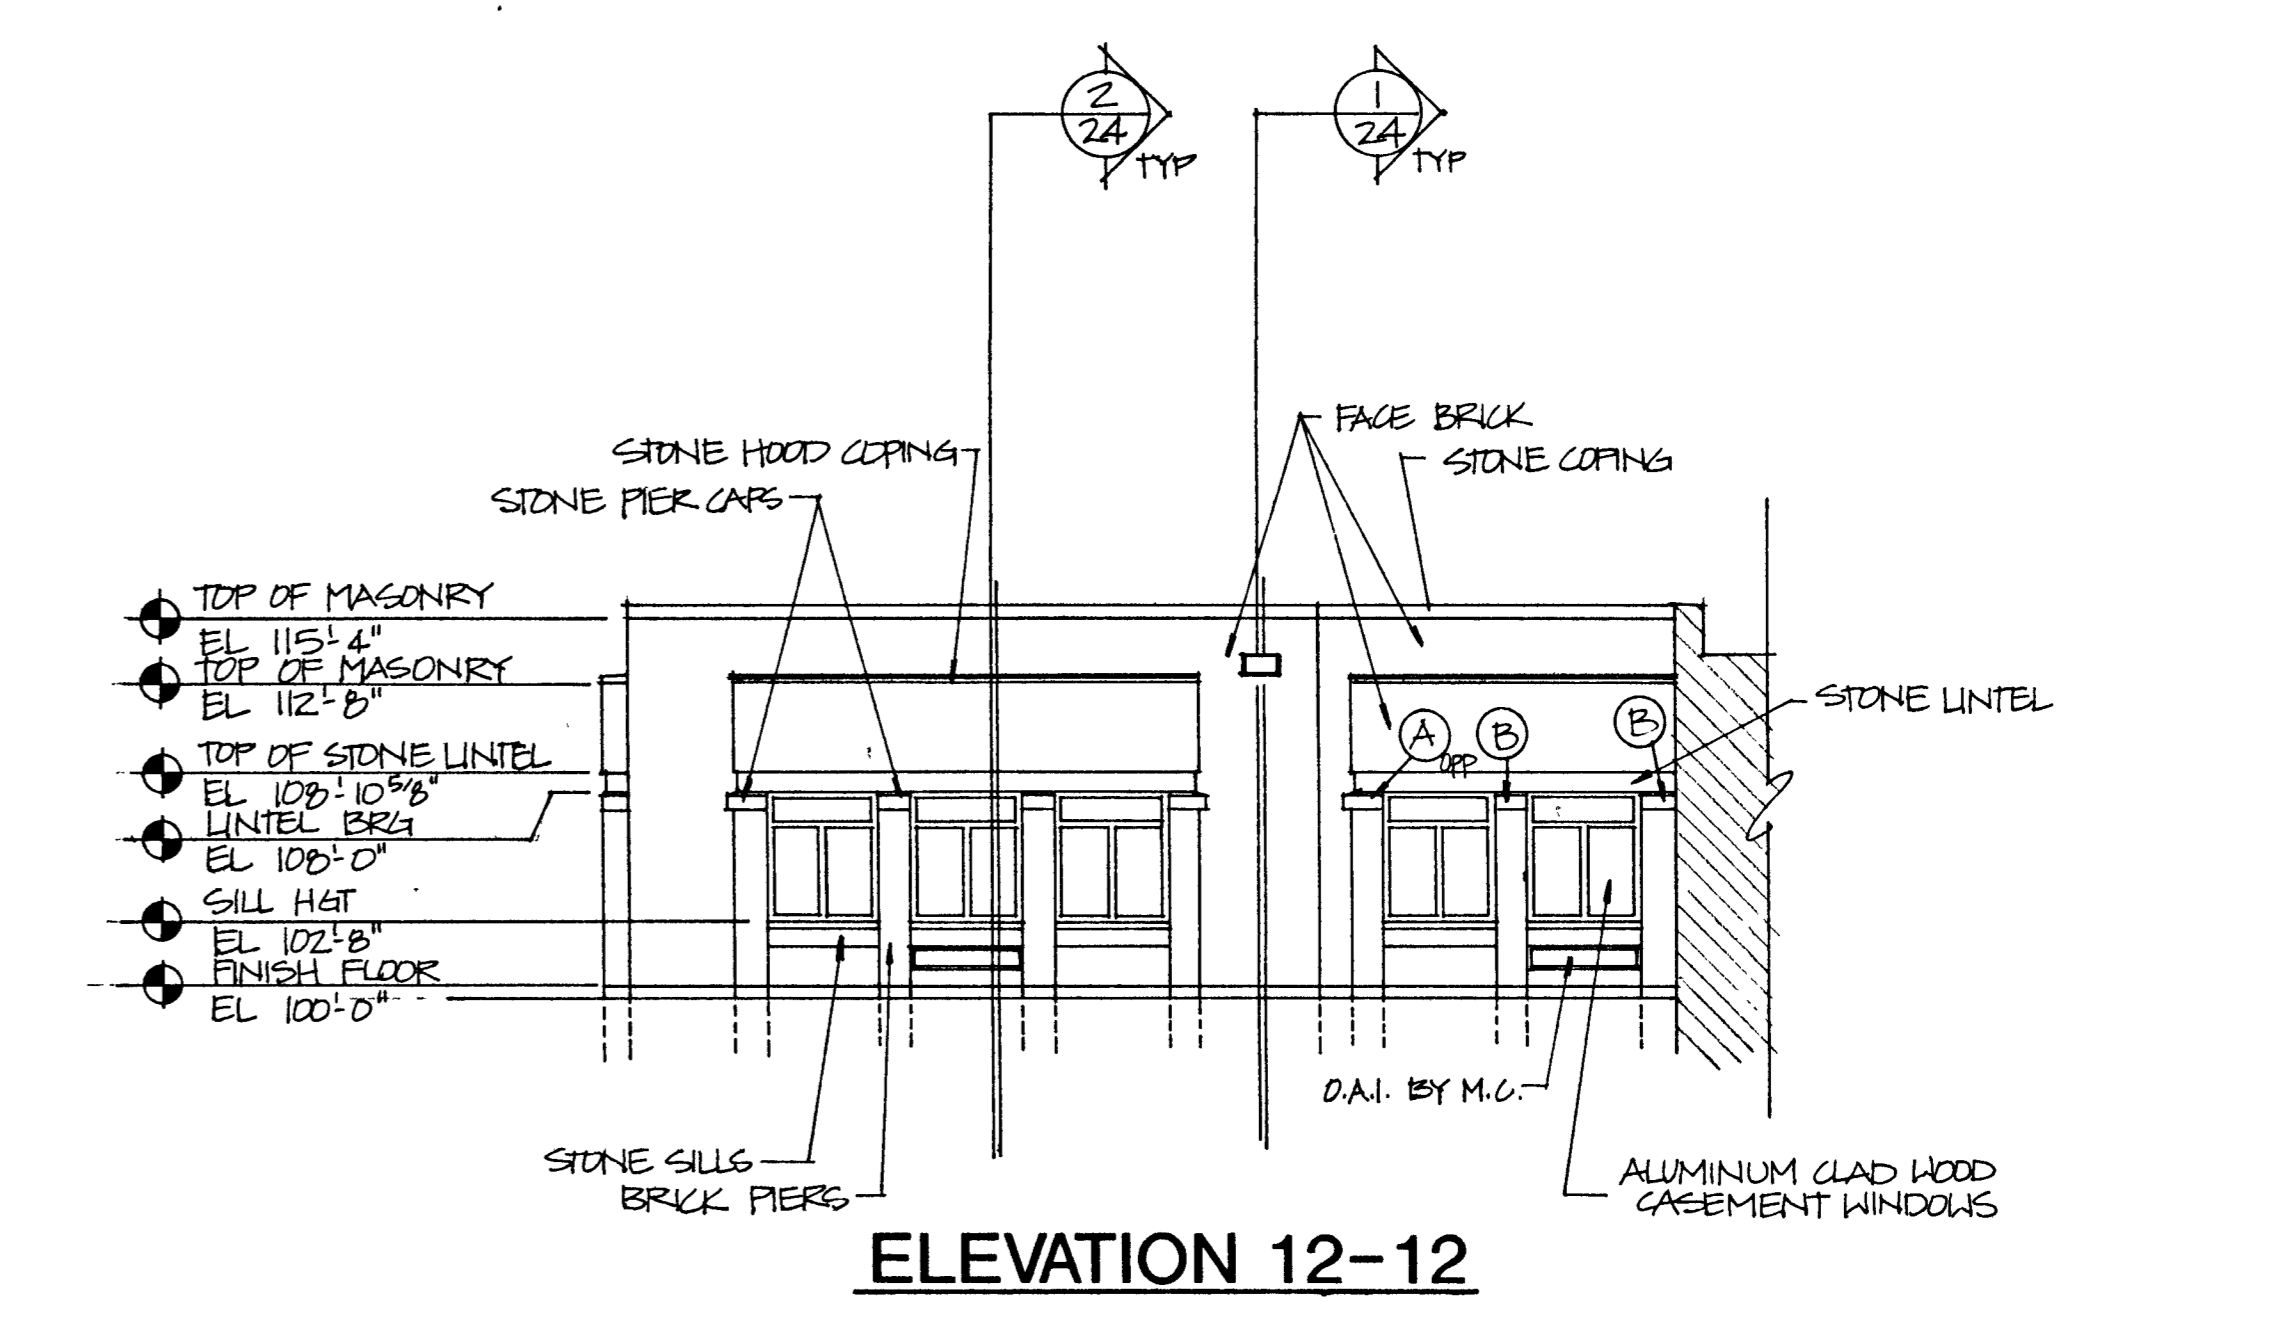 2
24
TYP
1
24
TYP
FACE BRICK
STONE HOOD COPING
STONE COPING
STONE PIER CAPS
TOP OF MASONRY
EL 115'-4"
TOP OF MASONRY
EL 112'-8"
STONE LINTEL
A
OPP
B
B
TOP OF STONE LINTEL
EL 108'-10 5/8"
LINTEL BRG
EL 108'-0"
SILL HGT
EL 102'-8"
FINISH FLOOR
EL 100'-0"
O.A.I. BY M.C.
STONE SILLS
BRICK PIERS
ALUMINUM CLAD WOOD
CASEMENT WINDOWS
ELEVATION 12-12